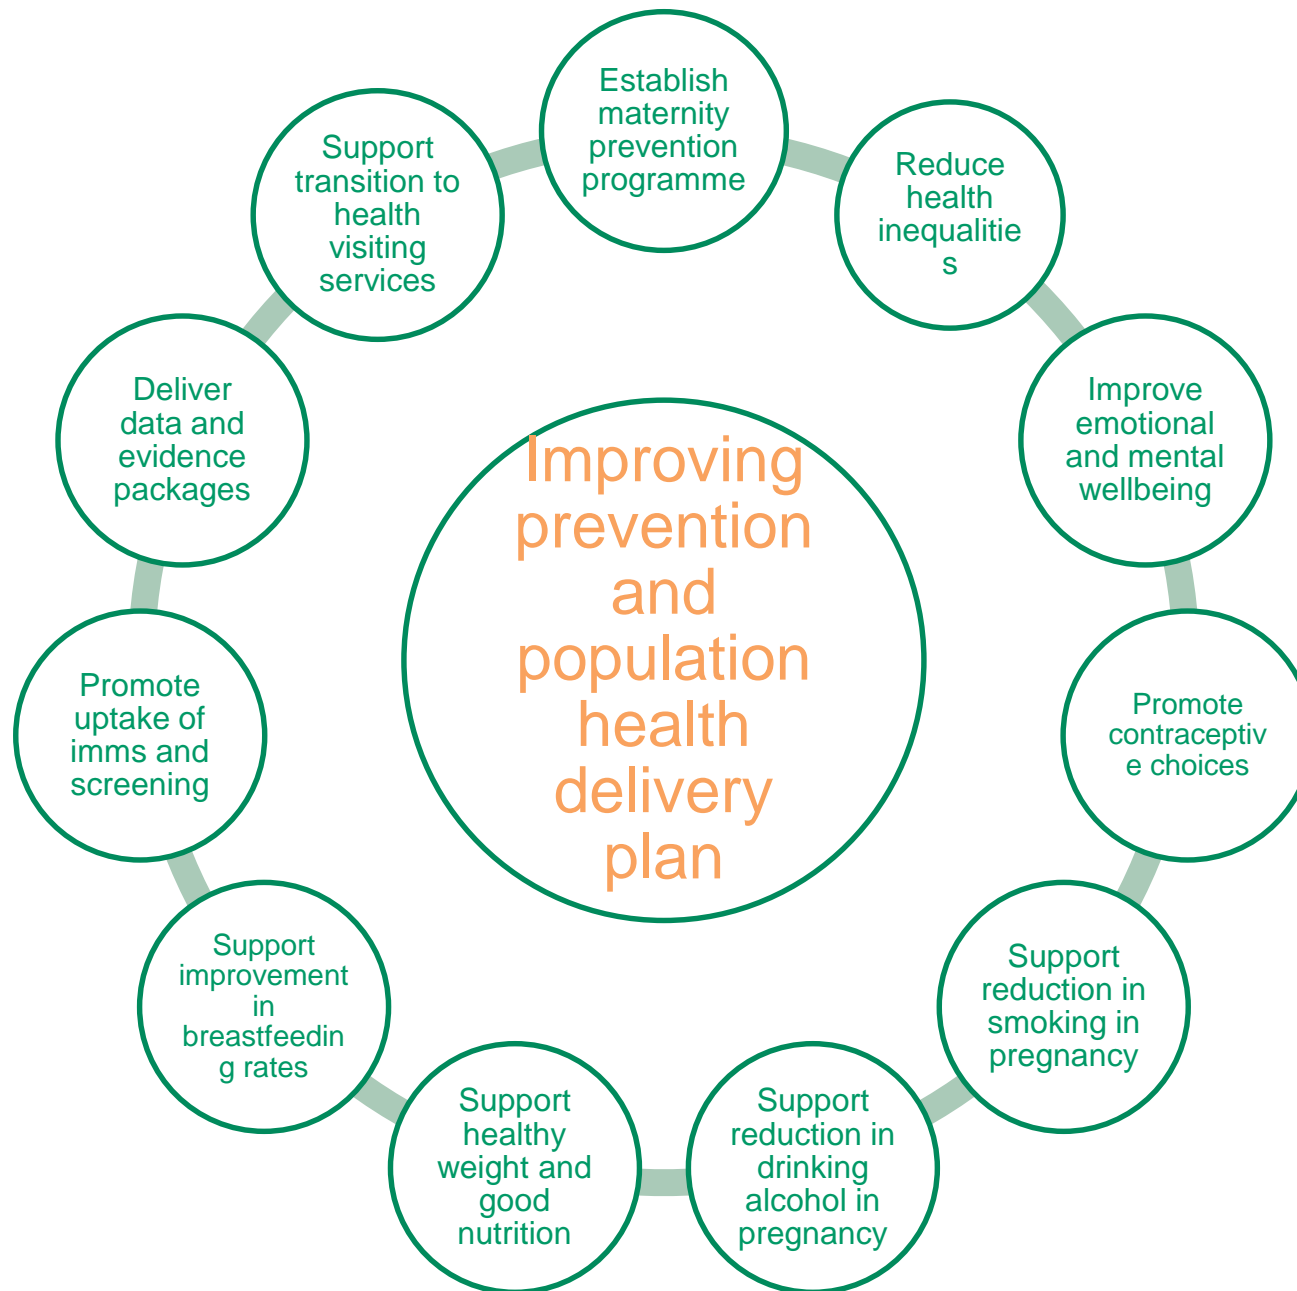 Establish
maternity
prevention
programme
Reduce
health
inequalitie
s
Improve
emotional
and mental
wellbeing
Promote
contraceptiv
e choices
Support
reduction in
smoking in
pregnancy
Support
reduction in
drinking
alcohol in
pregnancy
Support
healthy
weight and
good
nutrition
Support
improvement
in
breastfeedin
g rates
Promote
uptake of
imms and
screening
Deliver
data and
evidence
packages
Support
transition to
health
visiting
services
Improving
prevention
and
population
health
delivery
plan